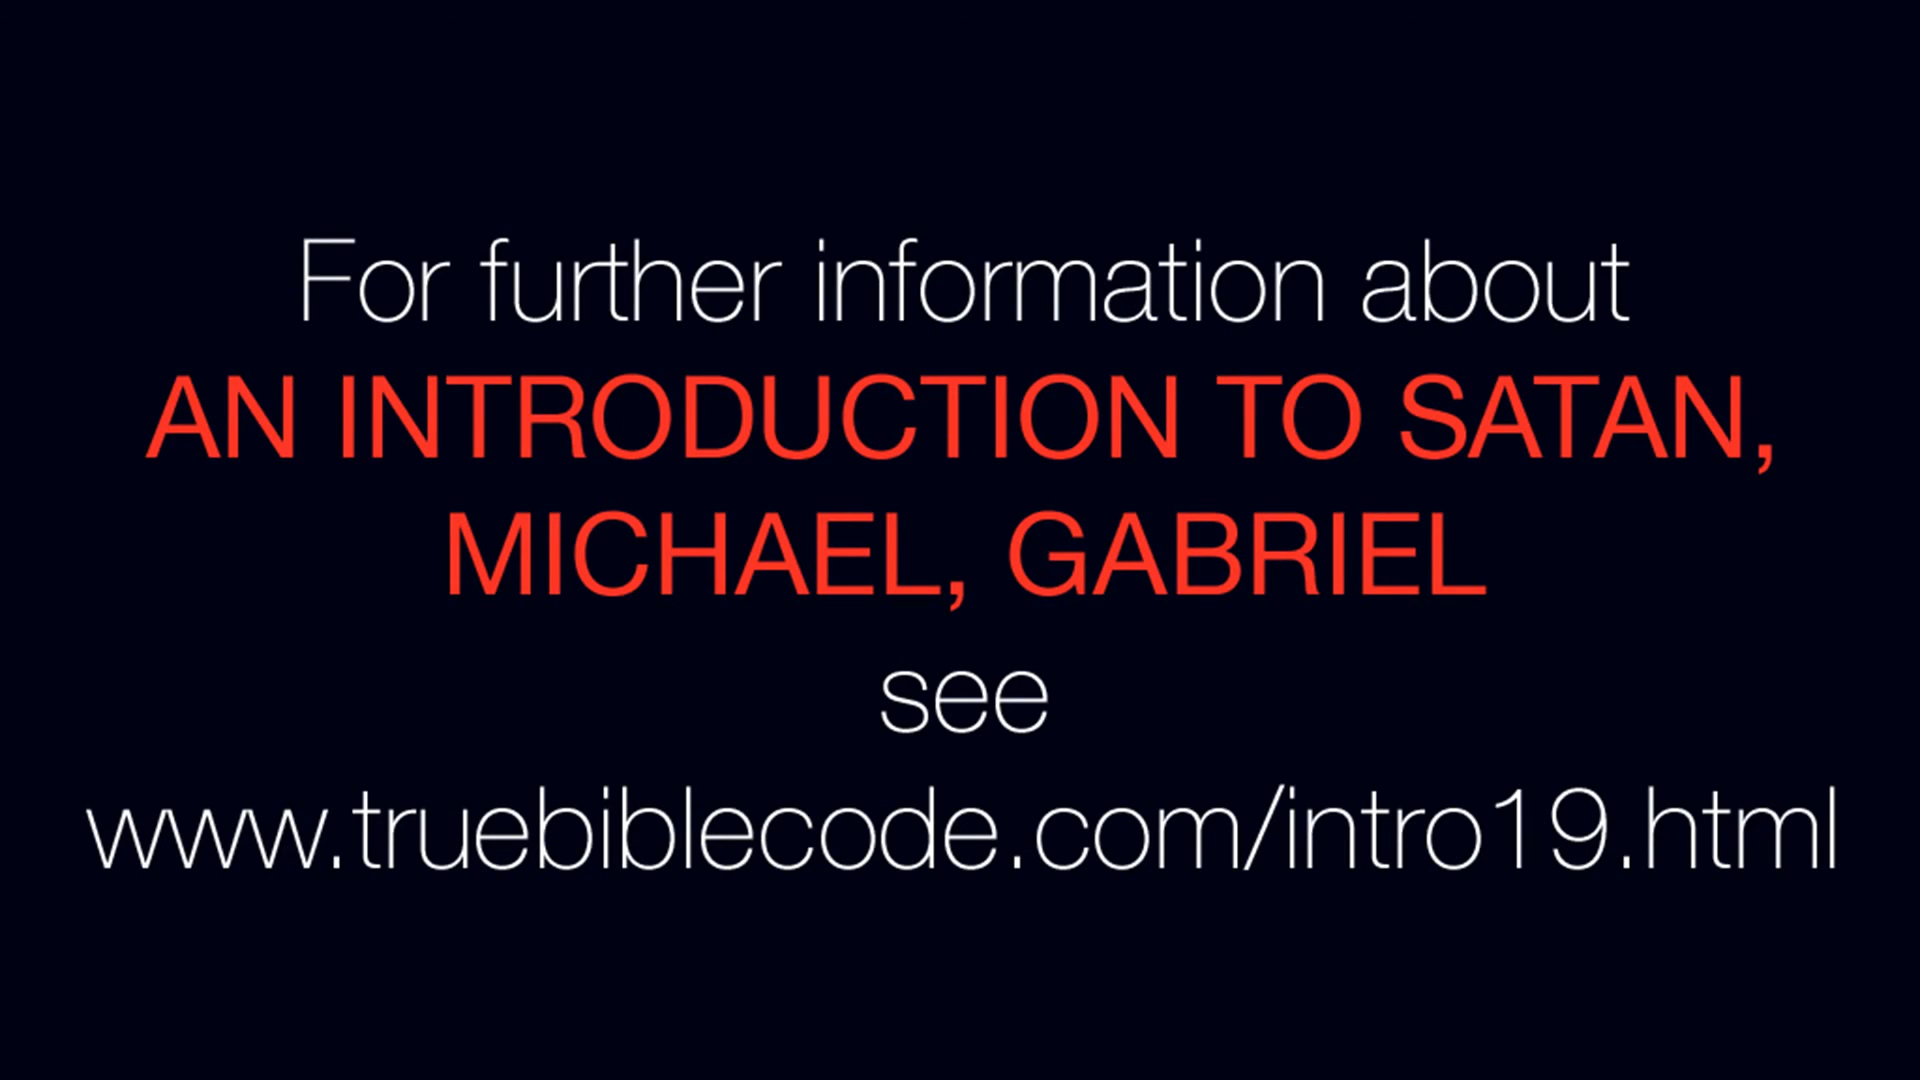 For further information about
AN INTRODUCTION TO SATAN,
MICHAEL, GABRIEL
see
www.truebiblecode.com/intro19.html